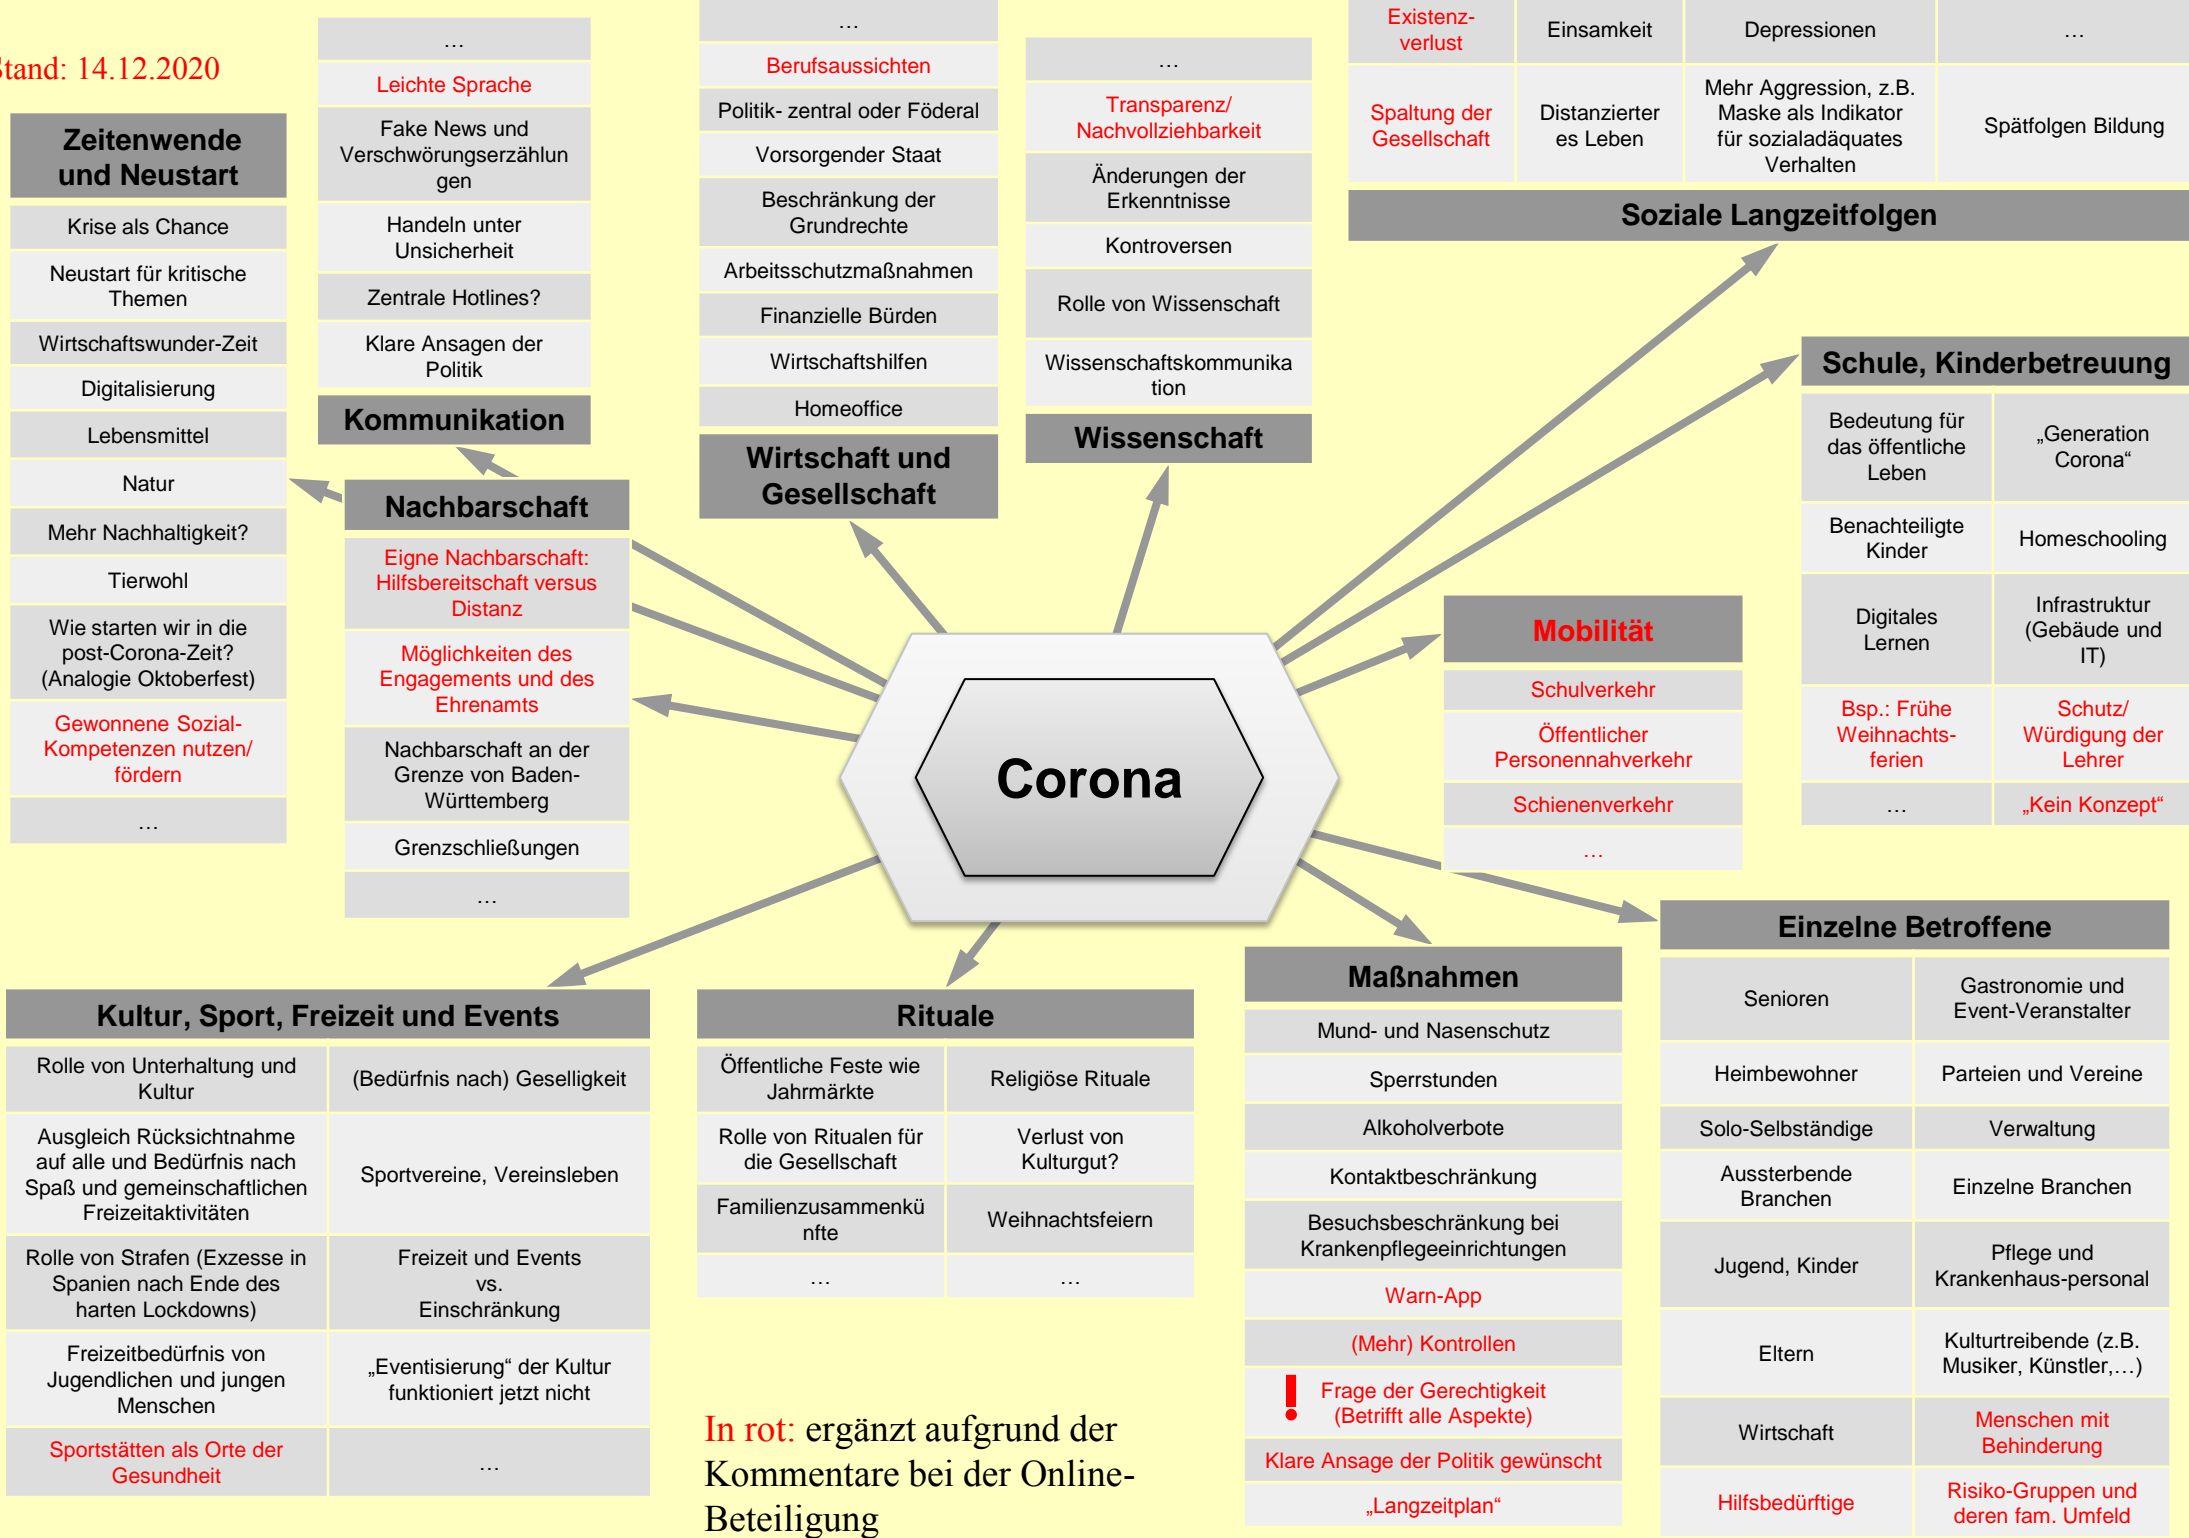 Stand: 14.12.2020
Zeitenwende
und Neustart
Krise als Chance
Neustart für kritische
Themen
Wirtschaftswunder-Zeit
Digitalisierung
Lebensmittel
Natur
Mehr Nachhaltigkeit?
Tierwohl
Wie starten wir in die
post-Corona-Zeit?
(Analogie Oktoberfest)
Gewonnene Sozial-
Kompetenzen nutzen/
fördern
…
…
Leichte Sprache
Fake News und
Verschwörungserzählun
gen
Handeln unter
Unsicherheit
Zentrale Hotlines?
Klare Ansagen der
Politik
Kommunikation
Nachbarschaft
Eigne Nachbarschaft:
Hilfsbereitschaft versus
Distanz
Möglichkeiten des
Engagements und des
Ehrenamts
Nachbarschaft an der
Grenze von Baden-
Württemberg
Grenzschließungen
…
…
Berufsaussichten
Politik- zentral oder Föderal
Vorsorgender Staat
Beschränkung der
Grundrechte
Arbeitsschutzmaßnahmen
Finanzielle Bürden
Wirtschaftshilfen
Homeoffice
Wirtschaft und
Gesellschaft
…
Transparenz/
Nachvollziehbarkeit
Änderungen der
Erkenntnisse
Kontroversen
Rolle von Wissenschaft
Wissenschaftskommunika
tion
Wissenschaft
Existenz-
verlust
Einsamkeit
Depressionen
…
Spaltung der
Gesellschaft
Distanzierter
es Leben
Mehr Aggression, z.B.
Maske als Indikator
für sozialadäquates
Verhalten
Spätfolgen Bildung
Soziale Langzeitfolgen
Schule, Kinderbetreuung
Bedeutung für
das öffentliche
Leben
„Generation
Corona“
Benachteiligte
Kinder
Homeschooling
Digitales
Lernen
Infrastruktur
(Gebäude und
IT)
Bsp.: Frühe
Weihnachts-
ferien
Schutz/
Würdigung der
Lehrer
…
„Kein Konzept“
Mobilität
Schulverkehr
Öffentlicher
Personennahverkehr
Schienenverkehr
…
Corona
Kultur, Sport, Freizeit und Events
Rolle von Unterhaltung und
Kultur
(Bedürfnis nach) Geselligkeit
Ausgleich Rücksichtnahme
auf alle und Bedürfnis nach
Spaß und gemeinschaftlichen
Freizeitaktivitäten
Sportvereine, Vereinsleben
Rolle von Strafen (Exzesse in
Spanien nach Ende des
harten Lockdowns)
Freizeit und Events
vs.
Einschränkung
Freizeitbedürfnis von
Jugendlichen und jungen
Menschen
„Eventisierung“ der Kultur
funktioniert jetzt nicht
Sportstätten als Orte der
Gesundheit
…
Rituale
Öffentliche Feste wie
Jahrmärkte
Religiöse Rituale
Rolle von Ritualen für
die Gesellschaft
Verlust von
Kulturgut?
Familienzusammenkü
nfte
Weihnachtsfeiern
…
…
In rot: ergänzt aufgrund der
Kommentare bei der Online-
Beteiligung
Maßnahmen
Mund- und Nasenschutz
Sperrstunden
Alkoholverbote
Kontaktbeschränkung
Besuchsbeschränkung bei
Krankenpflegeeinrichtungen
Warn-App
(Mehr) Kontrollen
! Frage der Gerechtigkeit
(Betrifft alle Aspekte)
Klare Ansage der Politik gewünscht
„Langzeitplan“
Einzelne Betroffene
Senioren
Gastronomie und
Event-Veranstalter
Heimbewohner
Parteien und Vereine
Solo-Selbständige
Verwaltung
Aussterbende
Branchen
Einzelne Branchen
Jugend, Kinder
Pflege und
Krankenhaus-personal
Eltern
Kulturtreibende (z.B.
Musiker, Künstler,…)
Wirtschaft
Menschen mit
Behinderung
Hilfsbedürftige
Risiko-Gruppen und
deren fam. Umfeld